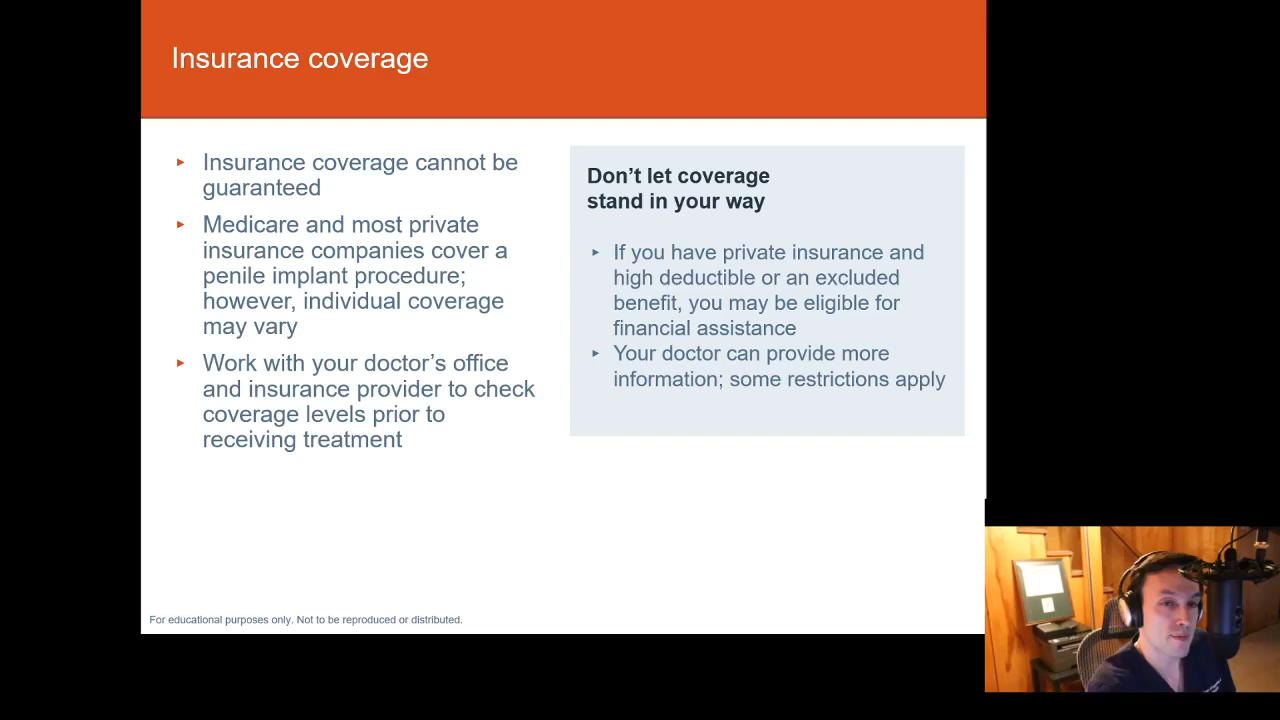 Insurance coverage
Insurance coverage cannot be
guaranteed
Medicare and most private
insurance companies cover a
penile implant procedure;
however, individual coverage
may vary
Work with your doctor’s office
and insurance provider to check
coverage levels prior to
receiving treatment
Don’t let coverage
stand in your way
If you have private insurance and
high deductible or an excluded
benefit, you may be eligible for
financial assistance
Your doctor can provide more
information; some restrictions apply
For educational purposes only. Not to be reproduced or distributed.